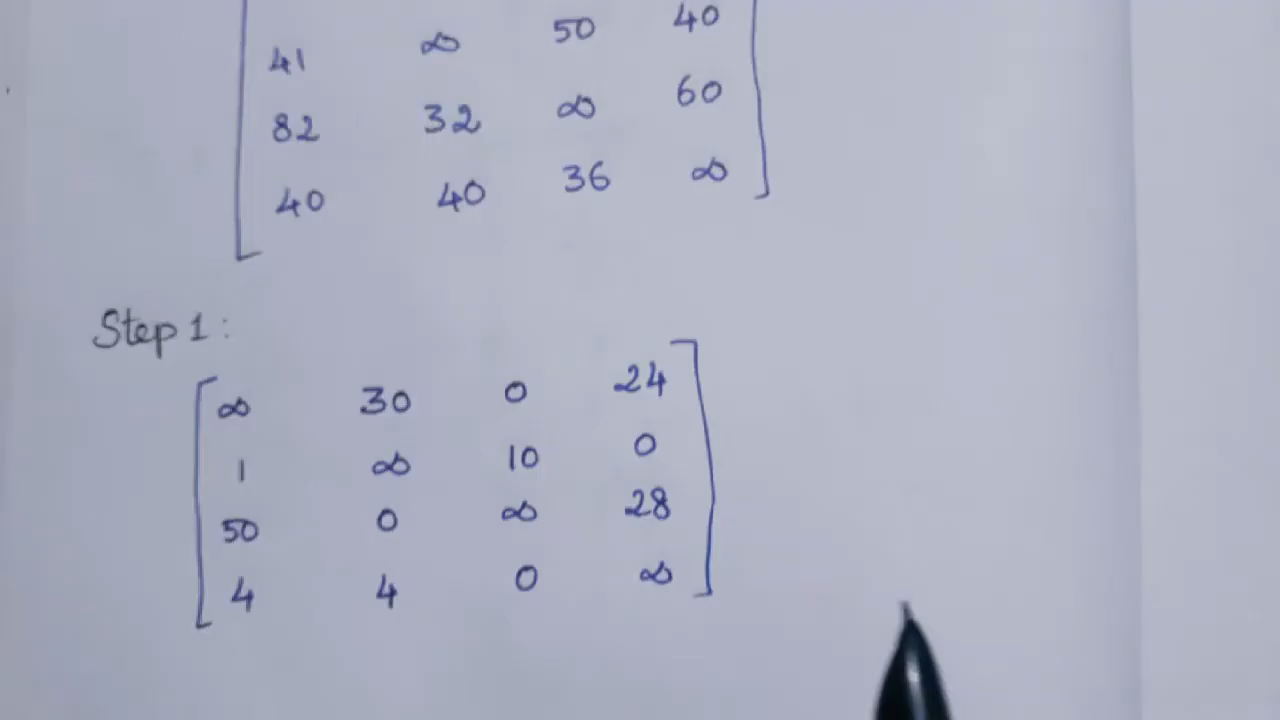 41 ∞ 50 40
82 32 ∞ 60
40 40 36 ∞
Step 1:
∞ 30 0 24
1 ∞ 10 0
50 0 ∞ 28
4 4 0 ∞